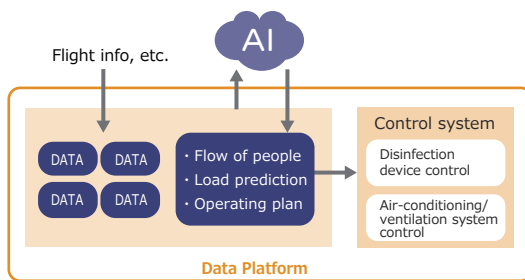 AI
Flight info, etc.
DATA DATA
DATA DATA
・Flow of people
・Load prediction
・Operating plan
Control system
Disinfection
device control
Air-conditioning/
ventilation system
control
Data Platform